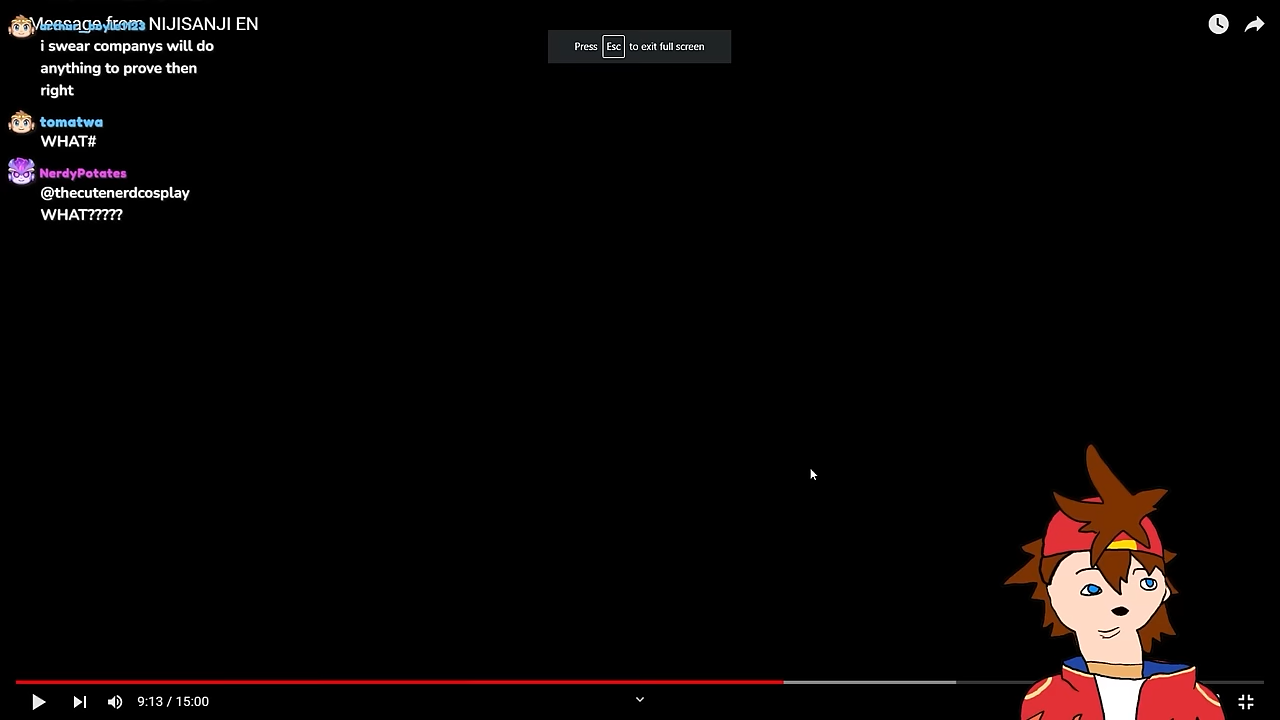 Message from NIJISANJI EN
i swear companys will do
anything to prove then
right
tomatwa
WHAT#
NerdyPotates
@thecutenerdcosplay
WHAT?????
Press Esc to exit full screen
9:13 / 15:00